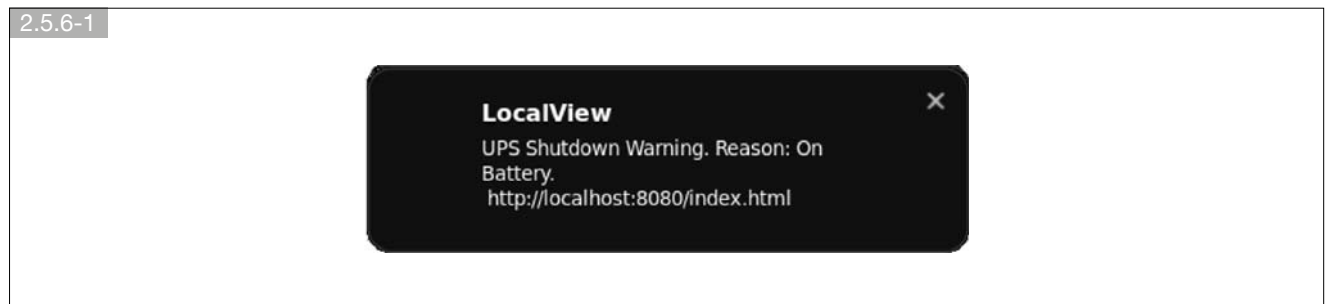 2.5.6-1
LocalView
UPS Shutdown Warning. Reason: On
Battery.
http://localhost:8080/index.html